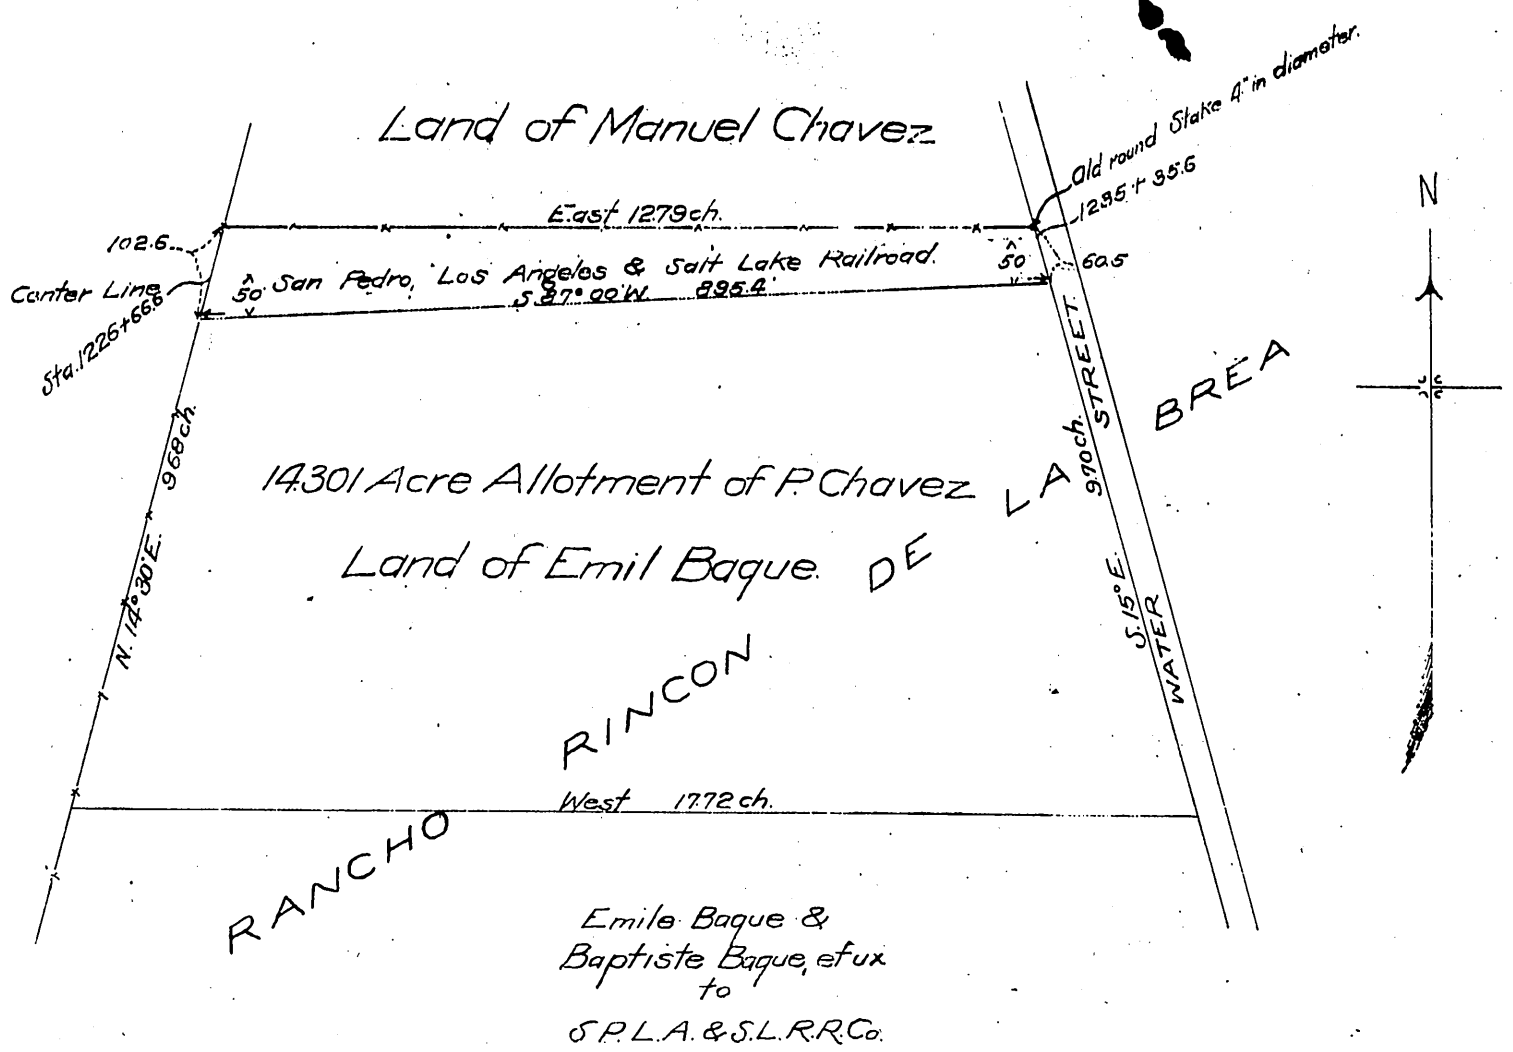 Land of Manuel Chavez
Old round Stake 4" in diameter.
1235 + 35.6
N
East 12.79 ch.
102.6
Center Line
Sta. 1226+66.6
50
San Pedro, Los Angeles & Salt Lake Railroad.
50
60.5
S. 87° 00' W. 895.4
N. 14° 30' E. 9.68 ch.
S. 15° E. 9.70 ch.
WATER STREET
14.301 Acre Allotment of P. Chavez
Land of Emil Baque.
RANCHO RINCON DE LA BREA
West 17.72 ch.
Emile Baque &
Baptiste Baque, et ux
to
S.P.L.A. & S.L.R.R.Co.